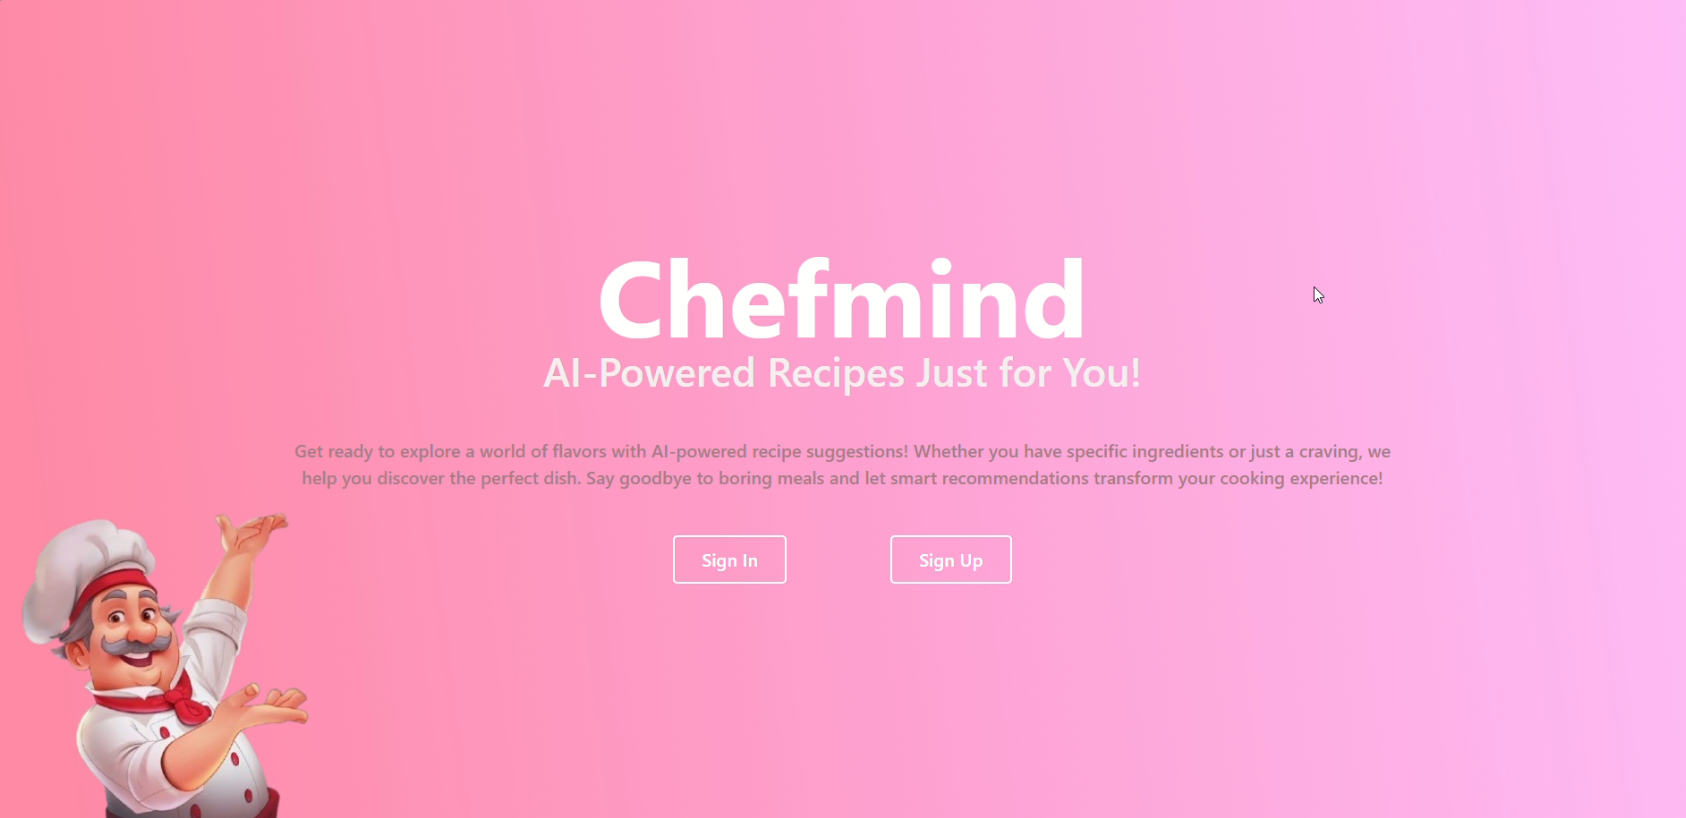 Chefmind
AI-Powered Recipes Just for You!
Get ready to explore a world of flavors with AI-powered recipe suggestions! Whether you have specific ingredients or just a craving, we
help you discover the perfect dish. Say goodbye to boring meals and let smart recommendations transform your cooking experience!
Sign In
Sign Up